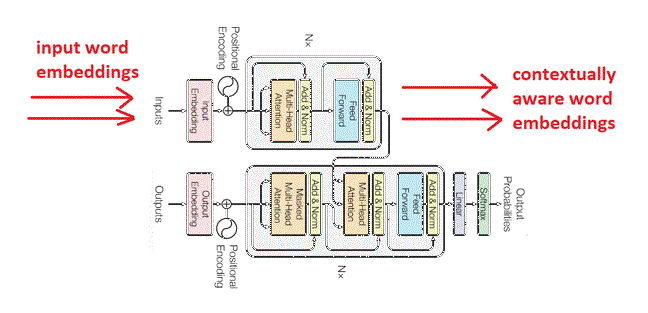 input word
embeddings
contextually
aware word
embeddings
Positional
Encoding
Inputs
Input
Embedding
Nx
Multi-Head
Attention
Add & Norm
Feed
Forward
Add & Norm
Outputs
Output
Embedding
Positional
Encoding
Masked
Multi-Head
Attention
Add & Norm
Multi-Head
Attention
Add & Norm
Feed
Forward
Add & Norm
Nx
Linear
Softmax
Output
Probabilities